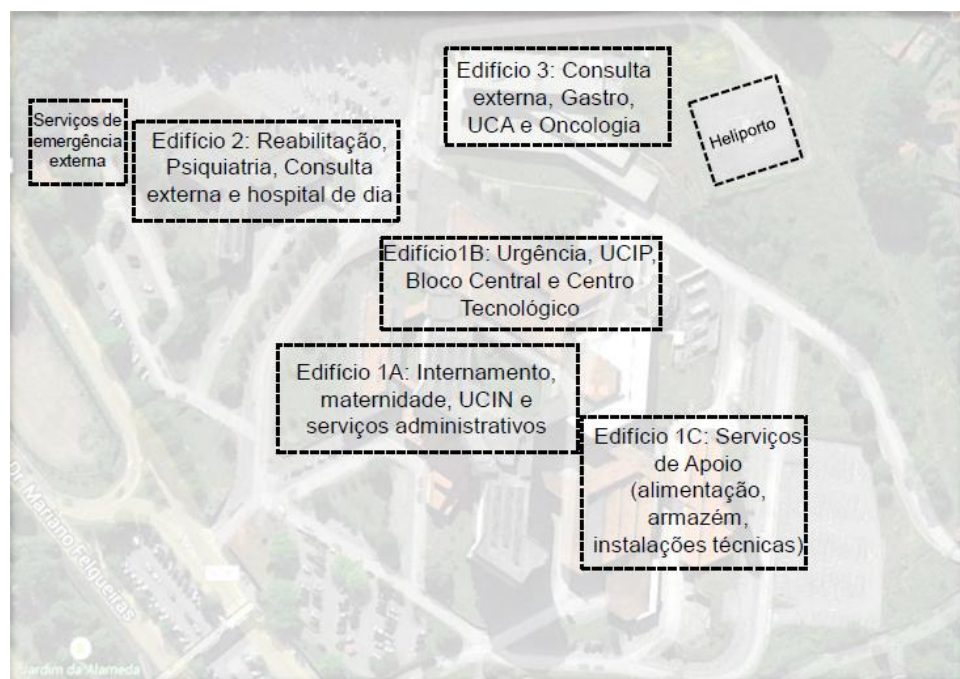 Edifício 3: Consulta
externa, Gastro,
UCA e Oncologia
Heliporto
Serviços de
emergência
externa
Edifício 2: Reabilitação,
Psiquiatria, Consulta
externa e hospital de dia
Edifício1B: Urgência, UCIP,
Bloco Central e Centro
Tecnológico
Edifício 1A: Internamento,
maternidade, UCIN e
serviços administrativos
Edifício 1C: Serviços
de Apoio
(alimentação,
armazém,
instalações técnicas)
Dr. Mariano Felgueiras
Jardim da Alameda